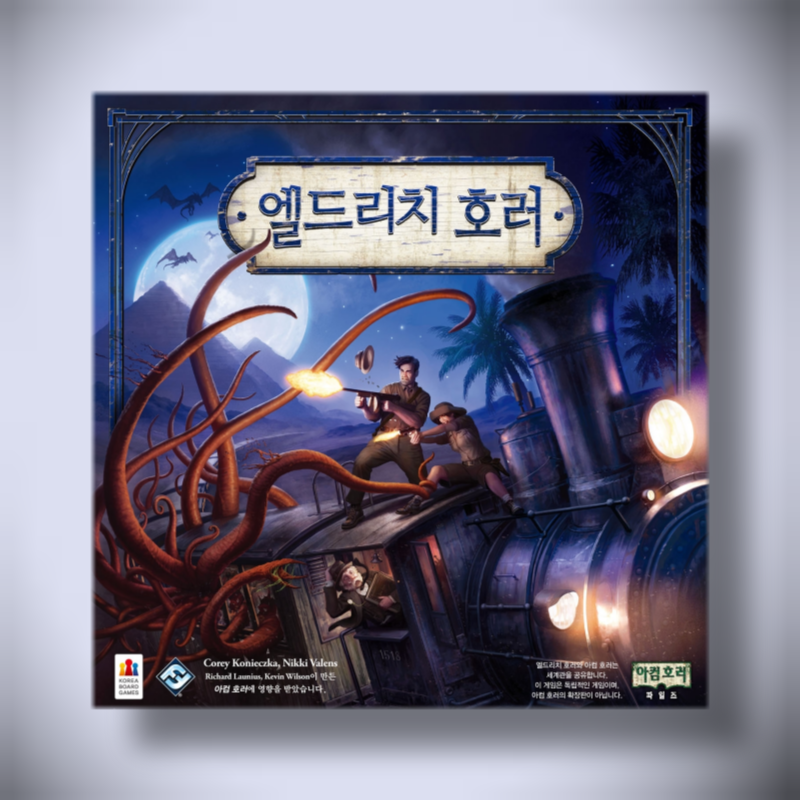 엘드리치 호러
Corey Konieczka, Nikki Valens
Richard Launius, Kevin Wilson이 만든
아컴 호러에 영향을 받았습니다.
KOREA
BOARD
GAMES
엘드리치 호러와 아컴 호러는
세계관을 공유합니다.
이 게임은 독립적인 게임이며,
아컴 호러의 확장판이 아닙니다.
아컴 호러
파일즈
1513